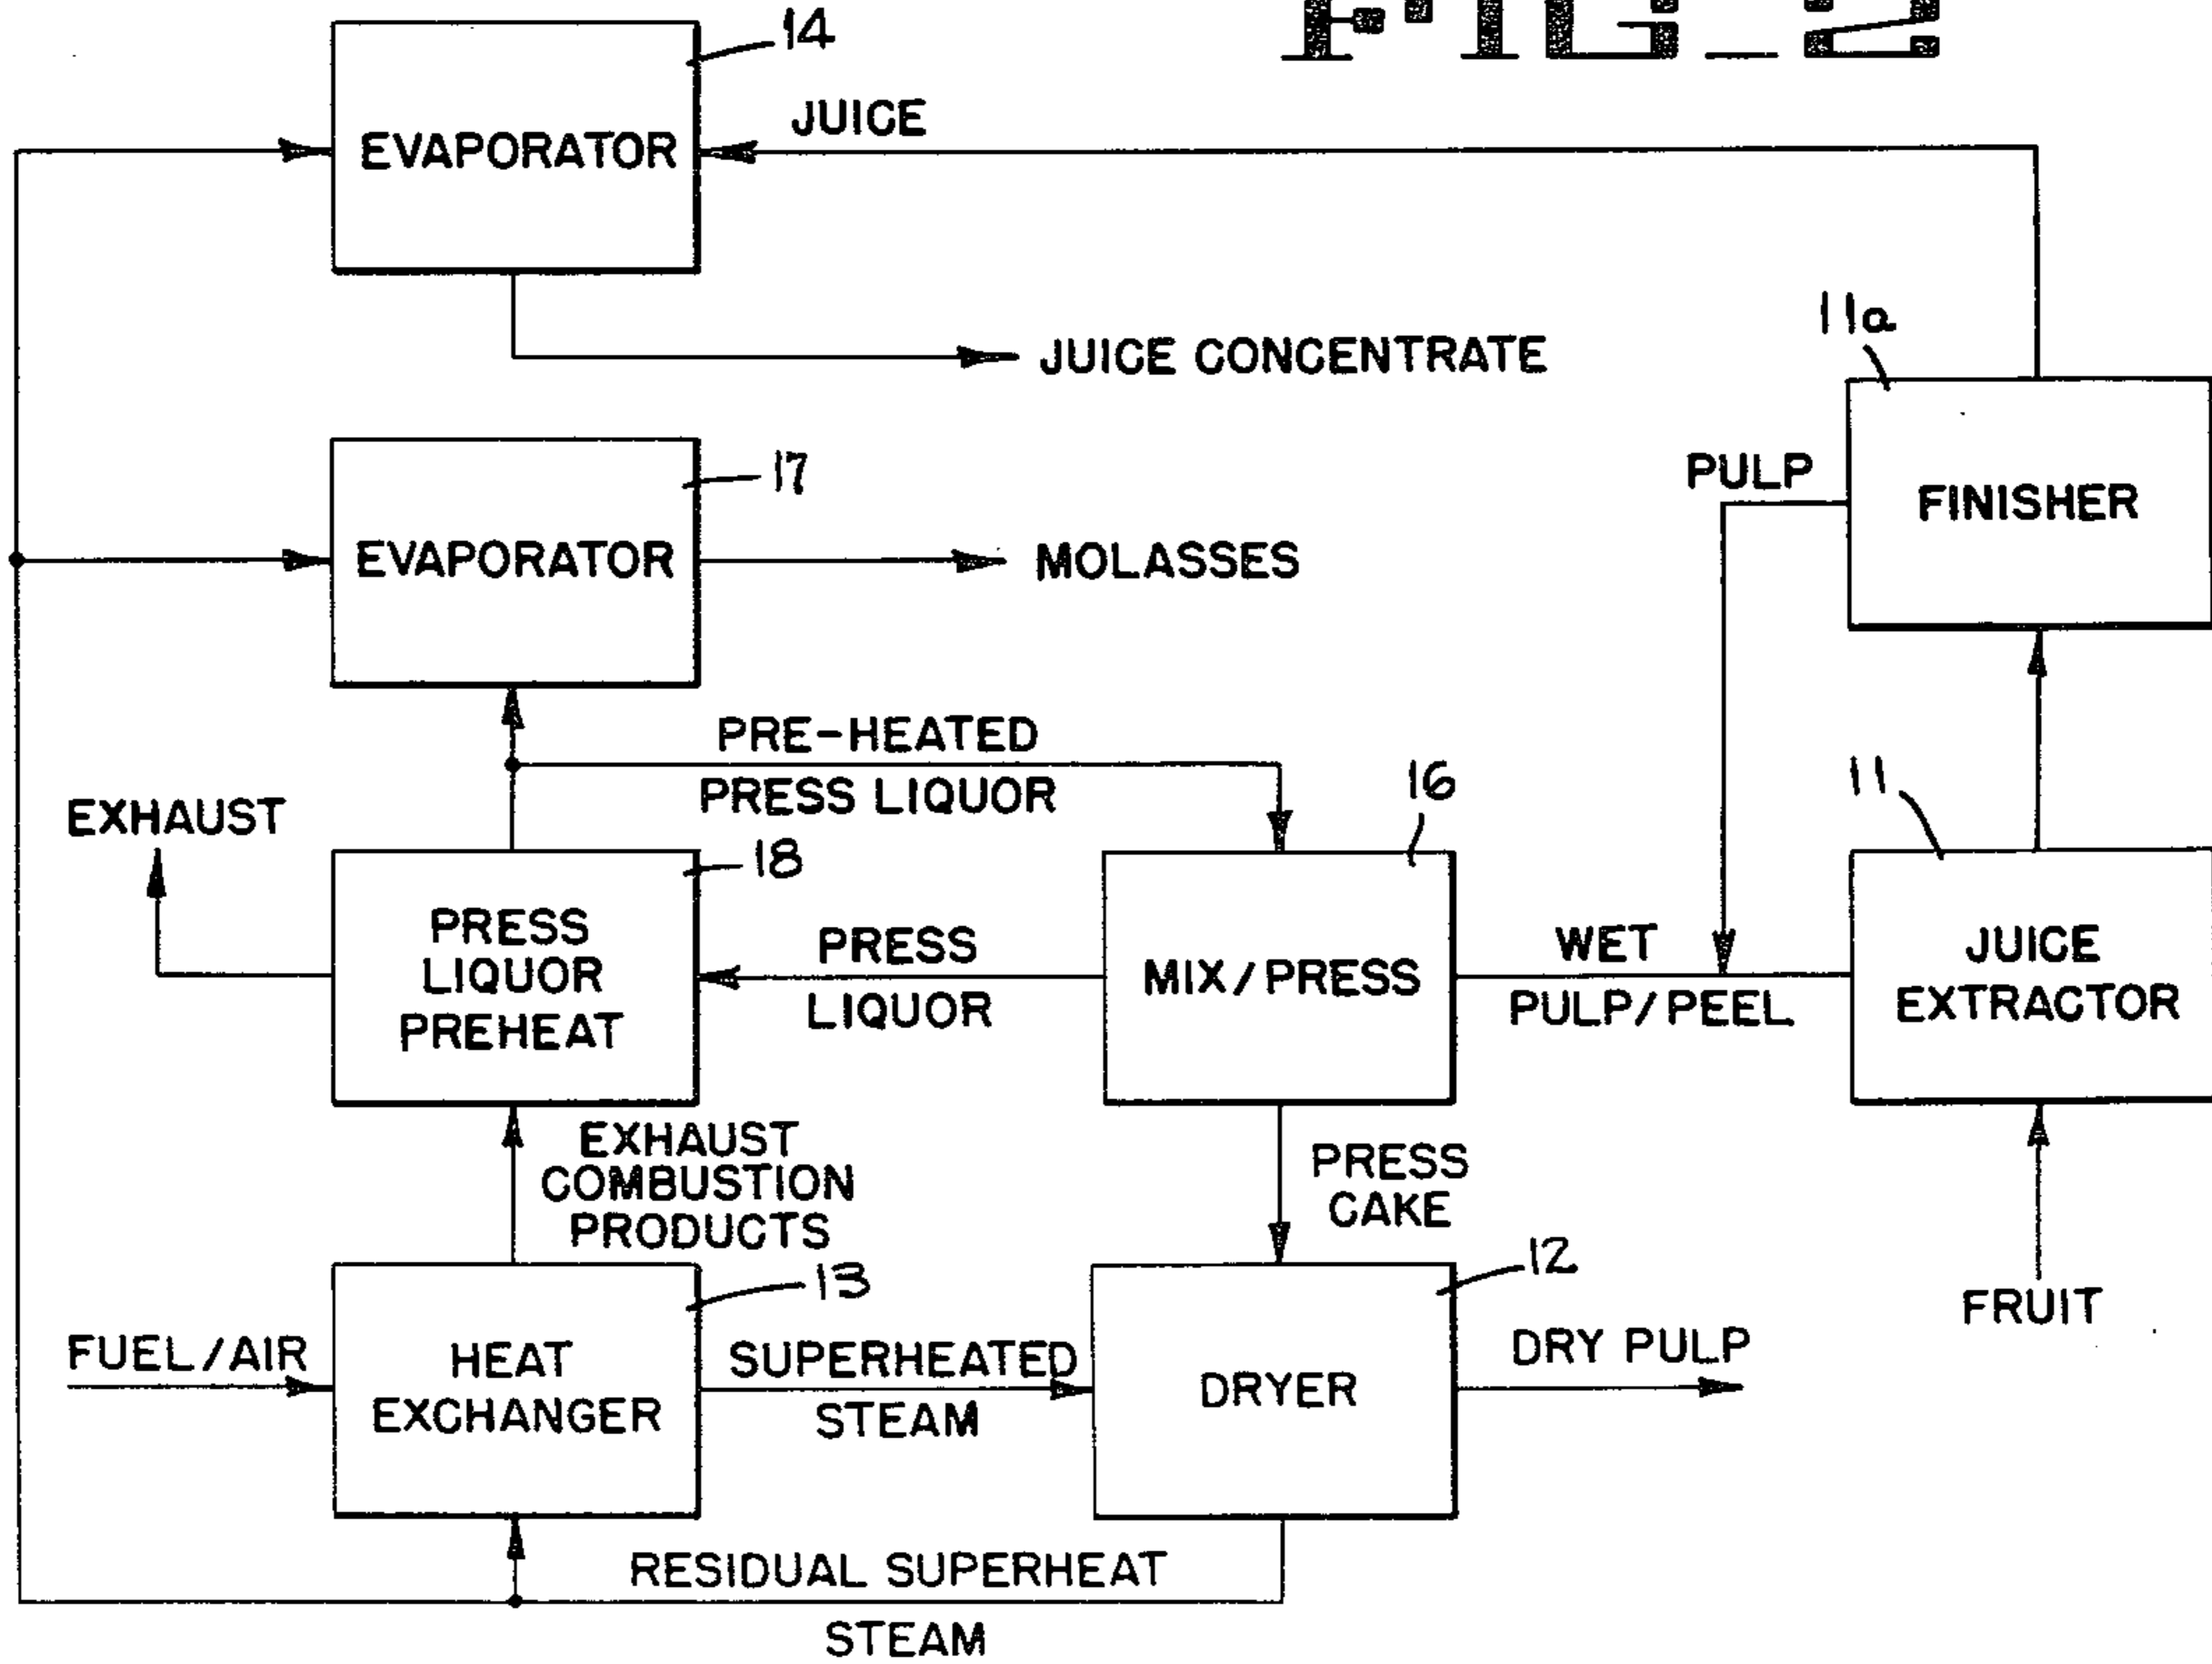 FIG_2
14
JUICE
EVAPORATOR
11a
JUICE CONCENTRATE
17
PULP
FINISHER
EVAPORATOR
MOLASSES
PRE-HEATED
PRESS LIQUOR
16
11
EXHAUST
18
PRESS
LIQUOR
PREHEAT
PRESS
LIQUOR
MIX/PRESS
WET
PULP/PEEL
JUICE
EXTRACTOR
EXHAUST
COMBUSTION
PRODUCTS
PRESS
CAKE
13
12
FRUIT
FUEL/AIR
HEAT
EXCHANGER
SUPERHEATED
STEAM
DRYER
DRY PULP
RESIDUAL SUPERHEAT
STEAM